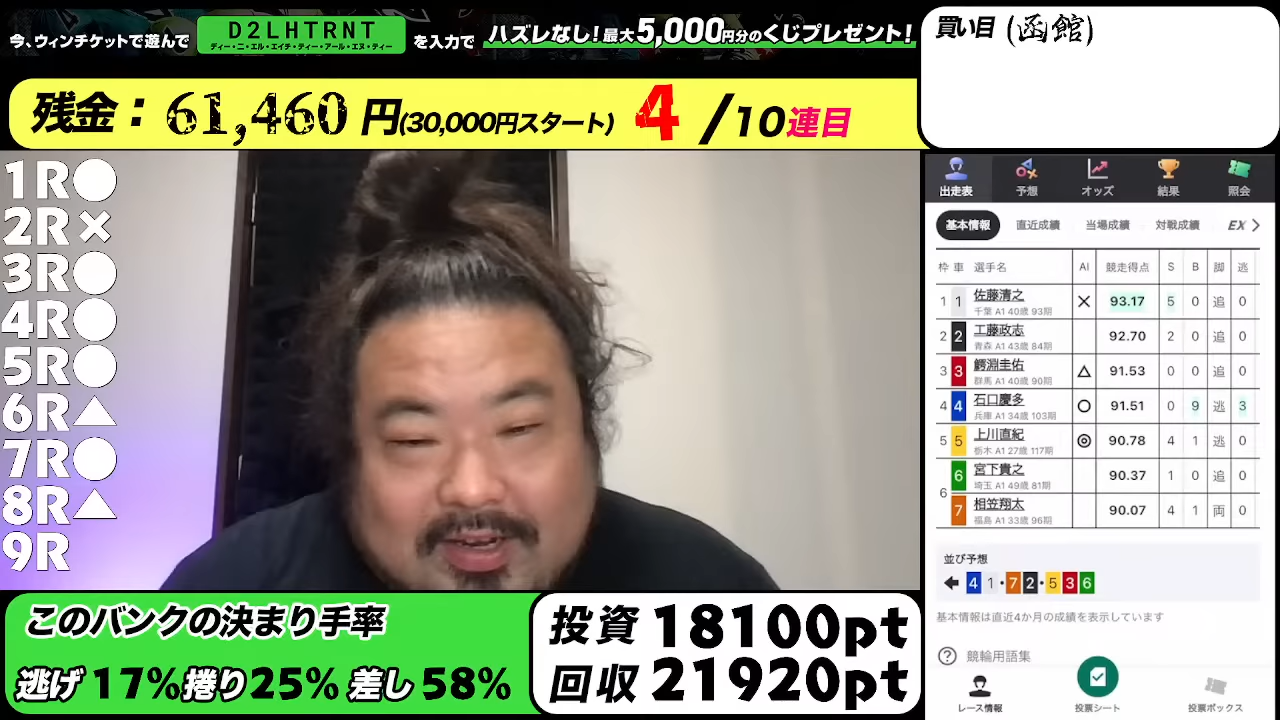 今、ウィンチケットで遊んで D2LHTRNT を入力で ハズレなし！最大5,000円分のくじプレゼント！
ディー・ニ・エル・エイチ・ティー・アール・エヌ・ティー
残金： 61,460 円(30,000円スタート) 4/10連目
1R●
2R×
3R●
4R●
5R●
6R▲
7R●
8R▲
9R
このバンクの決まり手率
逃げ 17% 捲り 25% 差し 58%
投資 18100pt
回収 21920pt
買い目 (函館)
出走表 予想 オッズ 結果 照会
基本情報 直近成績 当場成績 対戦成績 EX
枠 車 選手名 AI 競走得点 S B 脚 逃
1 1 佐藤清之 × 93.17 5 0 追 0
千葉 A1 40歳 93期
2 2 工藤政志 92.70 2 0 追 0
青森 A1 43歳 84期
3 3 鰐淵圭佑 △ 91.53 0 0 追 0
群馬 A1 40歳 90期
4 4 石口慶多 ○ 91.51 0 9 逃 3
兵庫 A1 34歳 103期
5 5 上川直紀 ◎ 90.78 4 1 逃 0
栃木 A1 27歳 117期
6 6 宮下貴之 90.37 1 0 追 0
埼玉 A1 49歳 81期
7 相笠翔太 90.07 4 1 両 0
福島 A1 33歳 96期
並び予想
← 4 1・7 2・5 3 6
基本情報は直近4か月の成績を表示しています
? 競輪用語集
レース情報 投票シート 投票ボックス